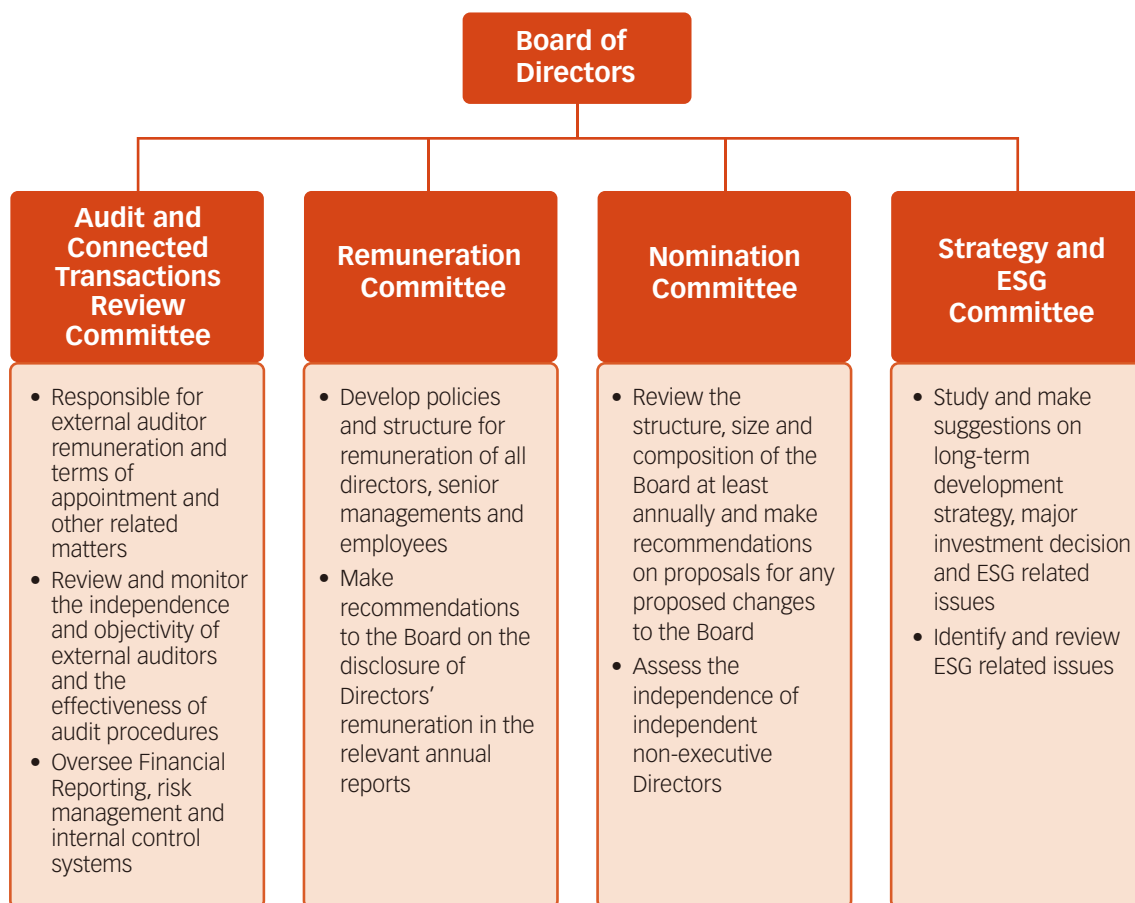 Board of
Directors
Audit and
Connected
Transactions
Review
Committee
• Responsible for
external auditor
remuneration and
terms of
appointment and
other related
matters
• Review and monitor
the independence
and objectivity of
external auditors
and the
effectiveness of
audit procedures
• Oversee Financial
Reporting, risk
management and
internal control
systems
Remuneration
Committee
• Develop policies
and structure for
remuneration of all
directors, senior
managements and
employees
• Make
recommendations
to the Board on the
disclosure of
Directors’
remuneration in the
relevant annual
reports
Nomination
Committee
• Review the
structure, size and
composition of the
Board at least
annually and make
recommendations
on proposals for any
proposed changes
to the Board
• Assess the
independence of
independent
non-executive
Directors
Strategy and
ESG
Committee
• Study and make
suggestions on
long-term
development
strategy, major
investment decision
and ESG related
issues
• Identify and review
ESG related issues